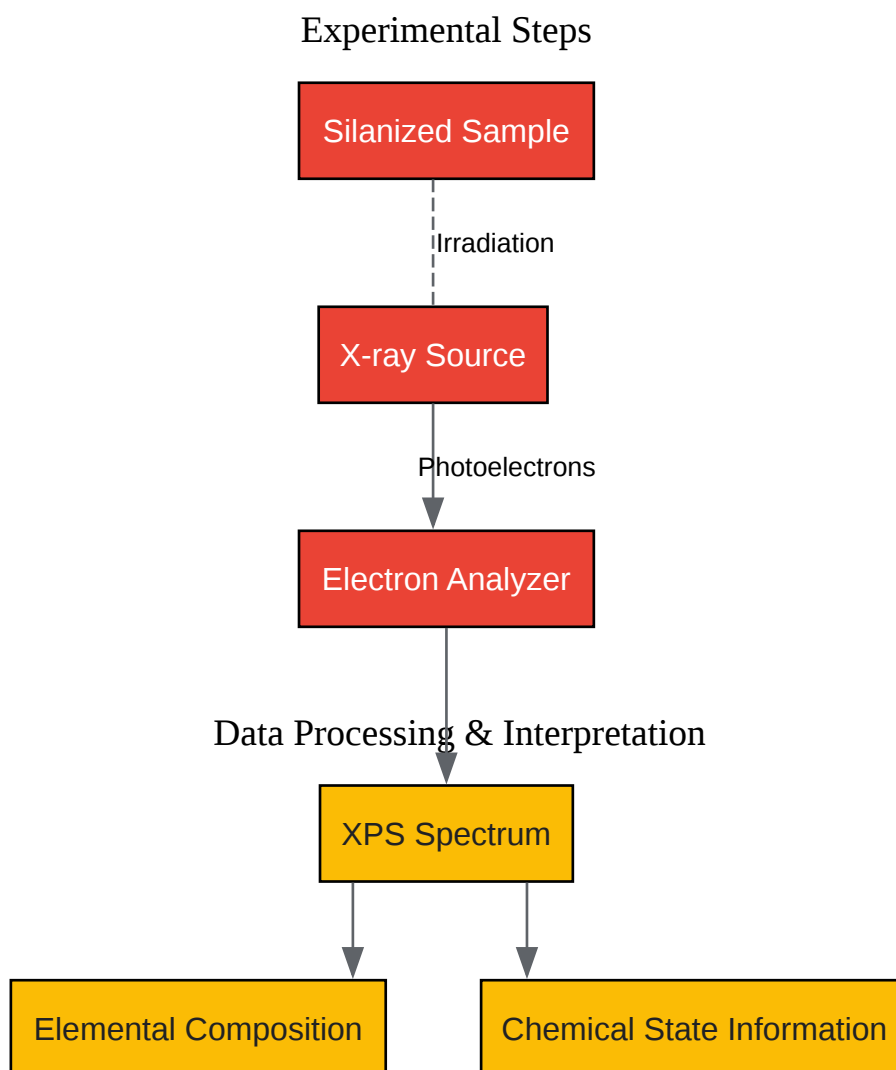 Experimental Steps
Silanized Sample
Irradiation
X-ray Source
Photoelectrons
Electron Analyzer
Data Processing & Interpretation
XPS Spectrum
Elemental Composition
Chemical State Information